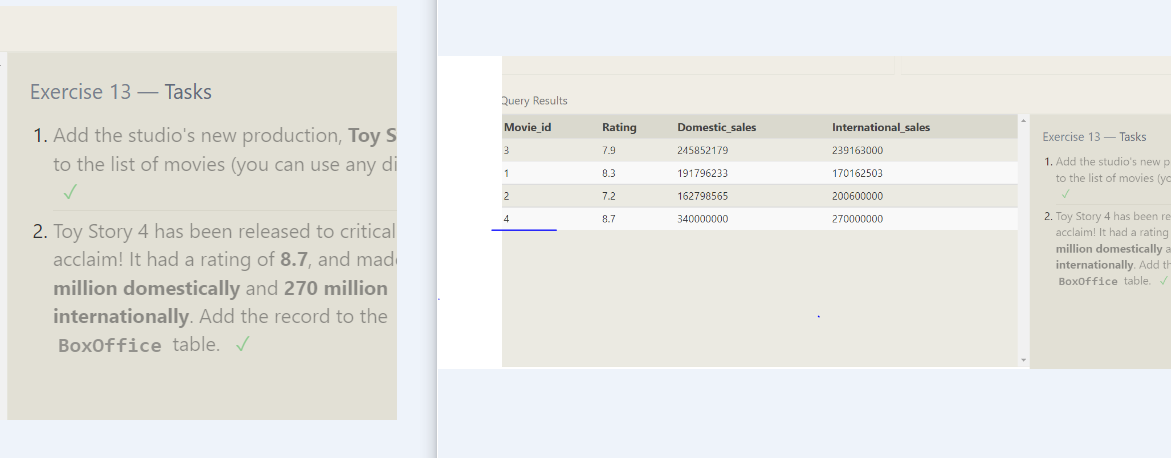 Exercise 13 — Tasks
1. Add the studio's new production, Toy S
to the list of movies (you can use any di
✓
2. Toy Story 4 has been released to critical
acclaim! It had a rating of 8.7, and made
million domestically and 270 million
internationally. Add the record to the
BoxOffice table. ✓
Query Results
Movie_id Rating Domestic_sales International_sales
3 7.9 245852179 239163000
1 8.3 191796233 170162503
2 7.2 162798565 200600000
4 8.7 340000000 270000000
Exercise 13 — Tasks
1. Add the studio's new p
to the list of movies (yo
✓
2. Toy Story 4 has been re
acclaim! It had a rating
million domestically a
internationally. Add th
BoxOffice table. ✓